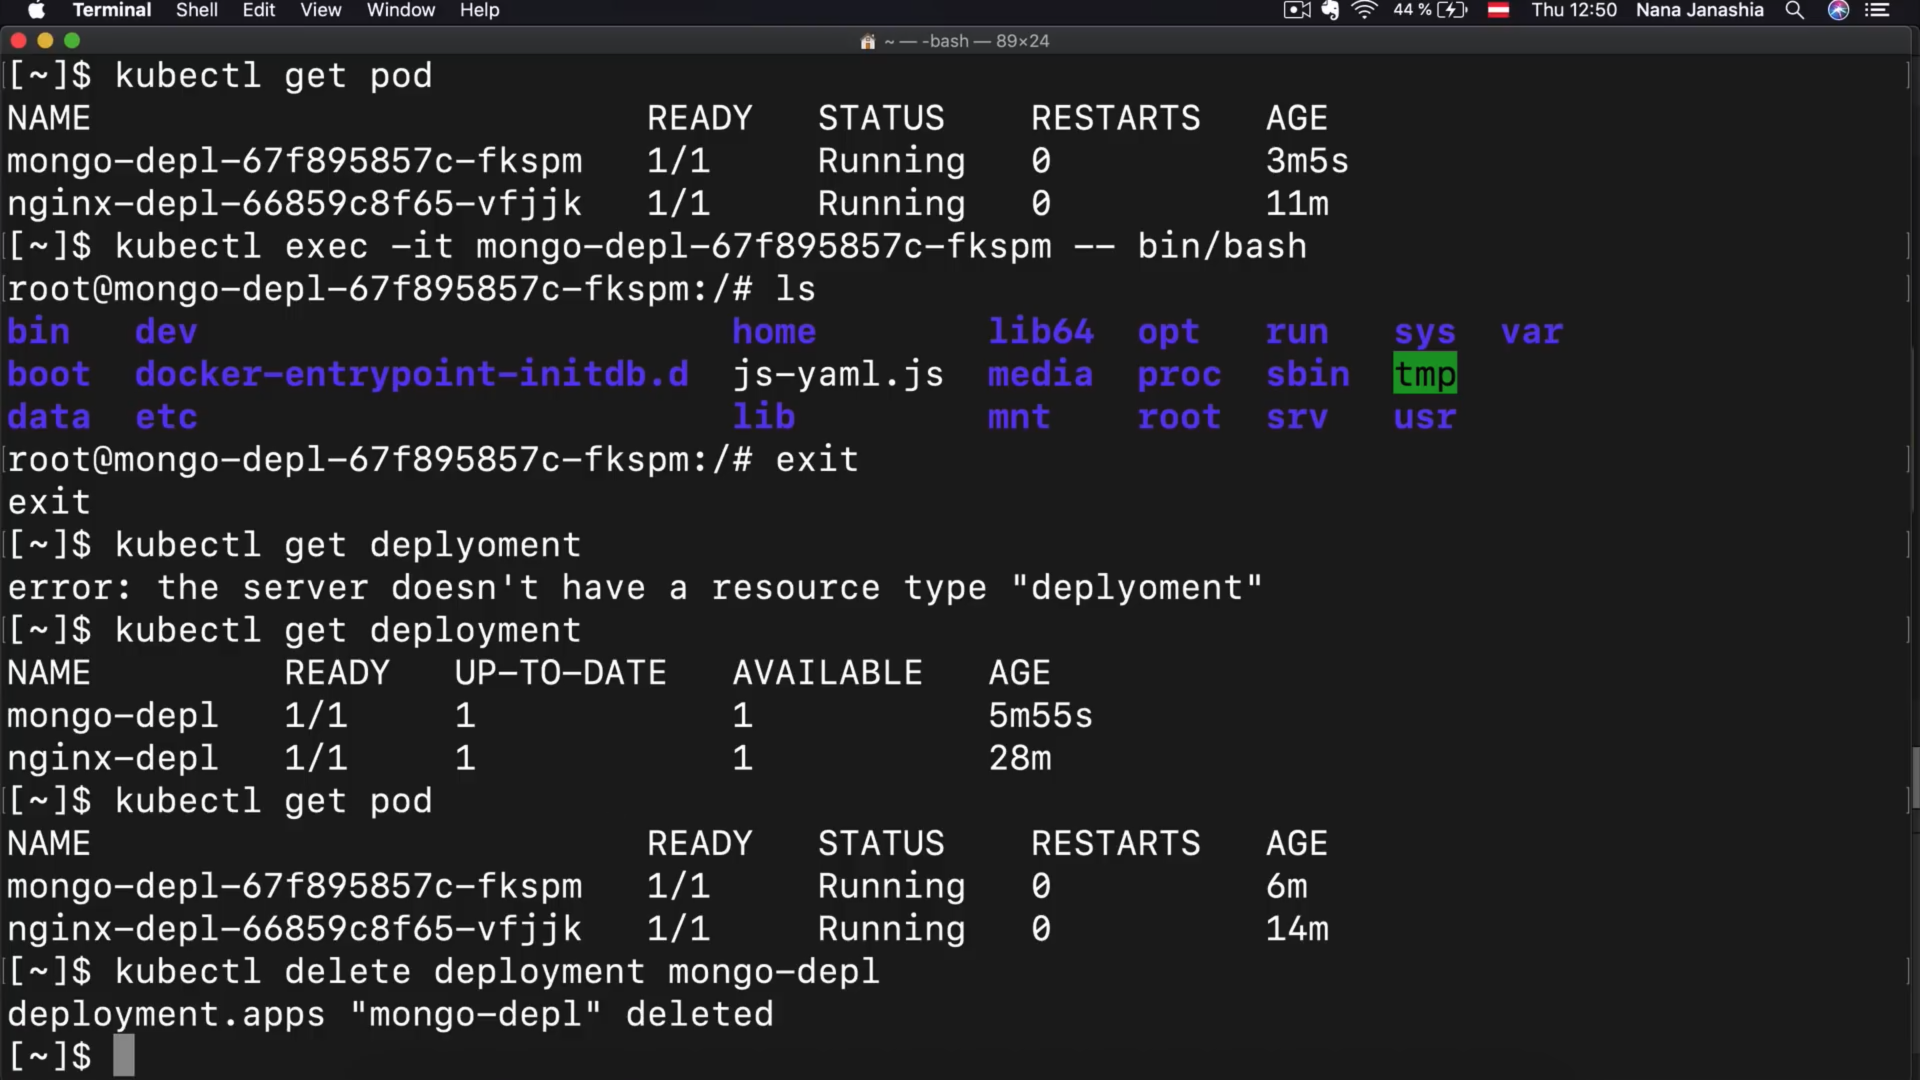 Terminal Shell Edit View Window Help 44 % Thu 12:50 Nana Janashia
~ — -bash — 89×24
[~]$ kubectl get pod
NAME READY STATUS RESTARTS AGE
mongo-depl-67f895857c-fkspm 1/1 Running 0 3m5s
nginx-depl-66859c8f65-vfjjk 1/1 Running 0 11m
[~]$ kubectl exec -it mongo-depl-67f895857c-fkspm -- bin/bash
root@mongo-depl-67f895857c-fkspm:/# ls
bin dev home lib64 opt run sys var
boot docker-entrypoint-initdb.d js-yaml.js media proc sbin tmp
data etc lib mnt root srv usr
root@mongo-depl-67f895857c-fkspm:/# exit
exit
[~]$ kubectl get deplyoment
error: the server doesn't have a resource type "deplyoment"
[~]$ kubectl get deployment
NAME READY UP-TO-DATE AVAILABLE AGE
mongo-depl 1/1 1 1 5m55s
nginx-depl 1/1 1 1 28m
[~]$ kubectl get pod
NAME READY STATUS RESTARTS AGE
mongo-depl-67f895857c-fkspm 1/1 Running 0 6m
nginx-depl-66859c8f65-vfjjk 1/1 Running 0 14m
[~]$ kubectl delete deployment mongo-depl
deployment.apps "mongo-depl" deleted
[~]$